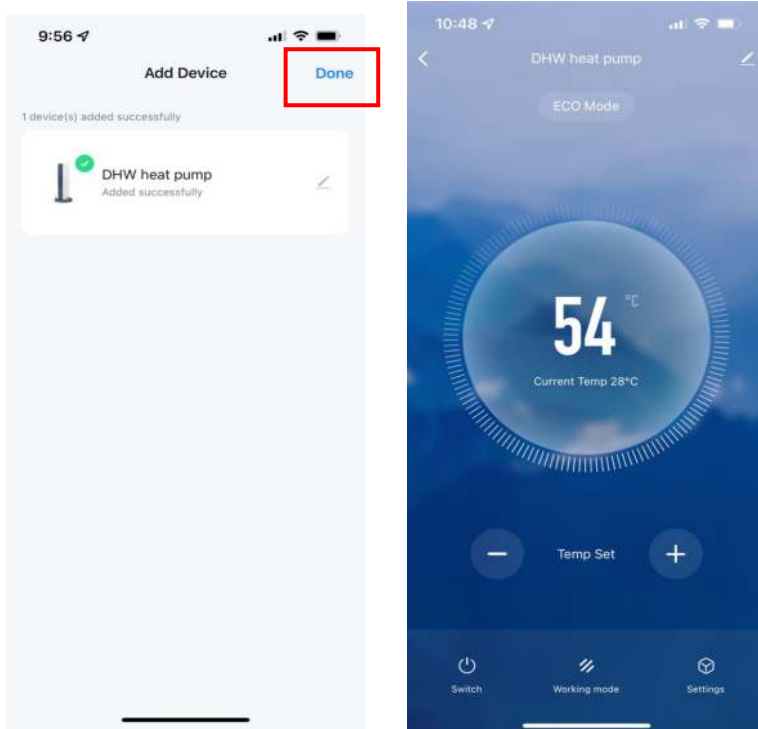 9:56
Add Device
Done
1 device(s) added successfully
DHW heat pump
Added successfully
10:48
DHW heat pump
ECO Mode
54 °C
Current Temp 28°C
Temp Set
Switch
Working mode
Settings